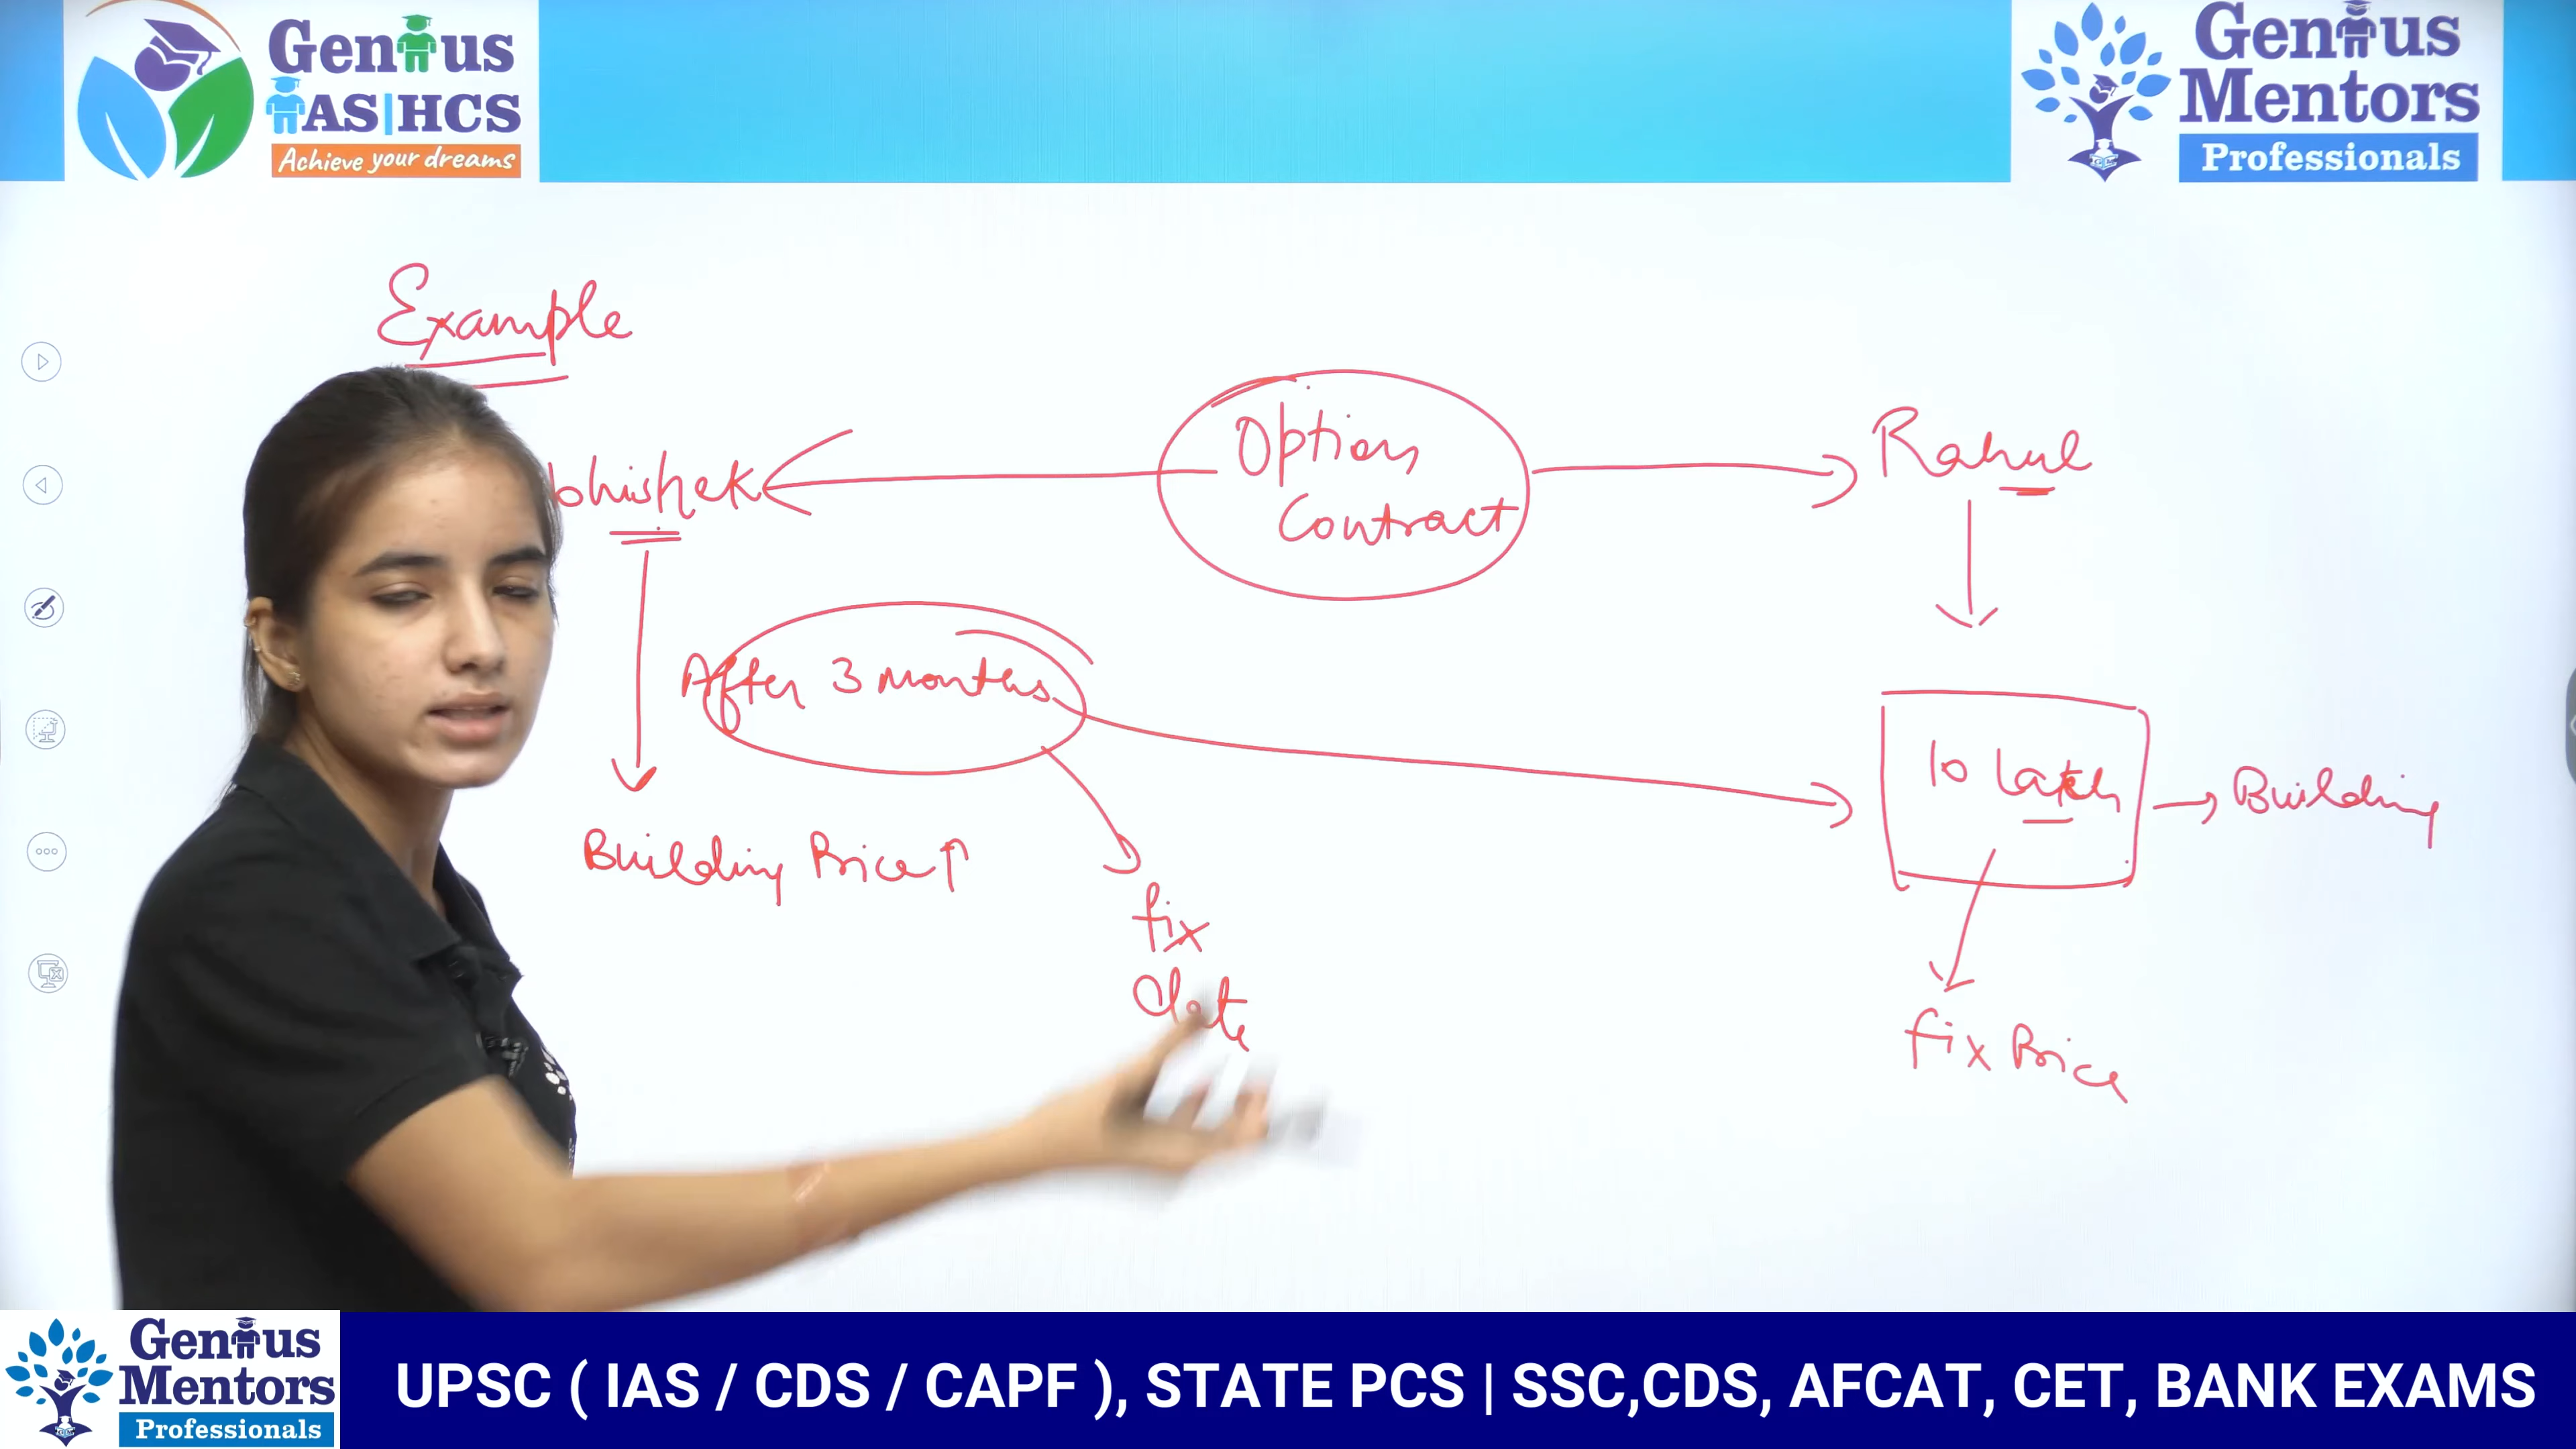 Genius
IAS|HCS
Achieve your dreams
Genius
Mentors
Professionals
Example
Option
Contract
Rahul
bhishek
After 3 months
10 Lakh
Building
Building Price ↑
fix
date
fix Price
Genius
Mentors
Professionals
UPSC ( IAS / CDS / CAPF ), STATE PCS | SSC,CDS, AFCAT, CET, BANK EXAMS